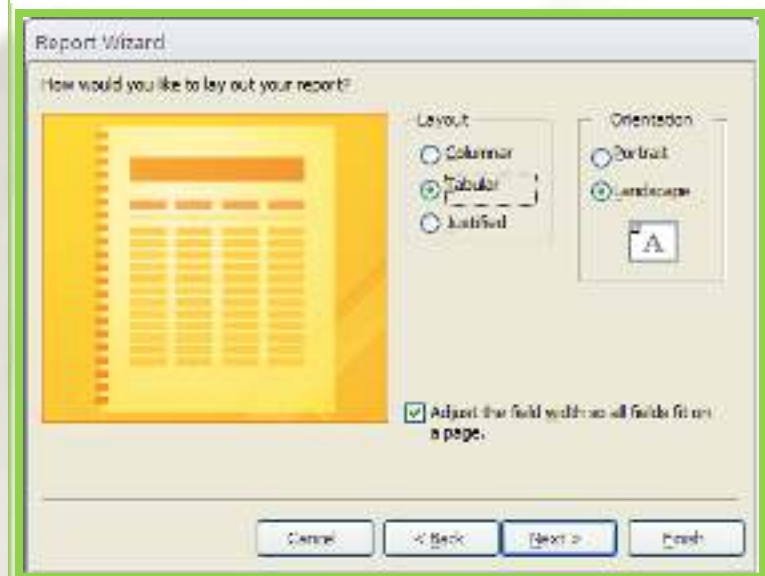 Report Wizard
How would you like to lay out your report?
Layout
Columnar
Tabular
Justified
Orientation
Portrait
Landscape
A
Adjust the field width so all fields fit on
a page.
Cancel
< Back
Next >
Finish